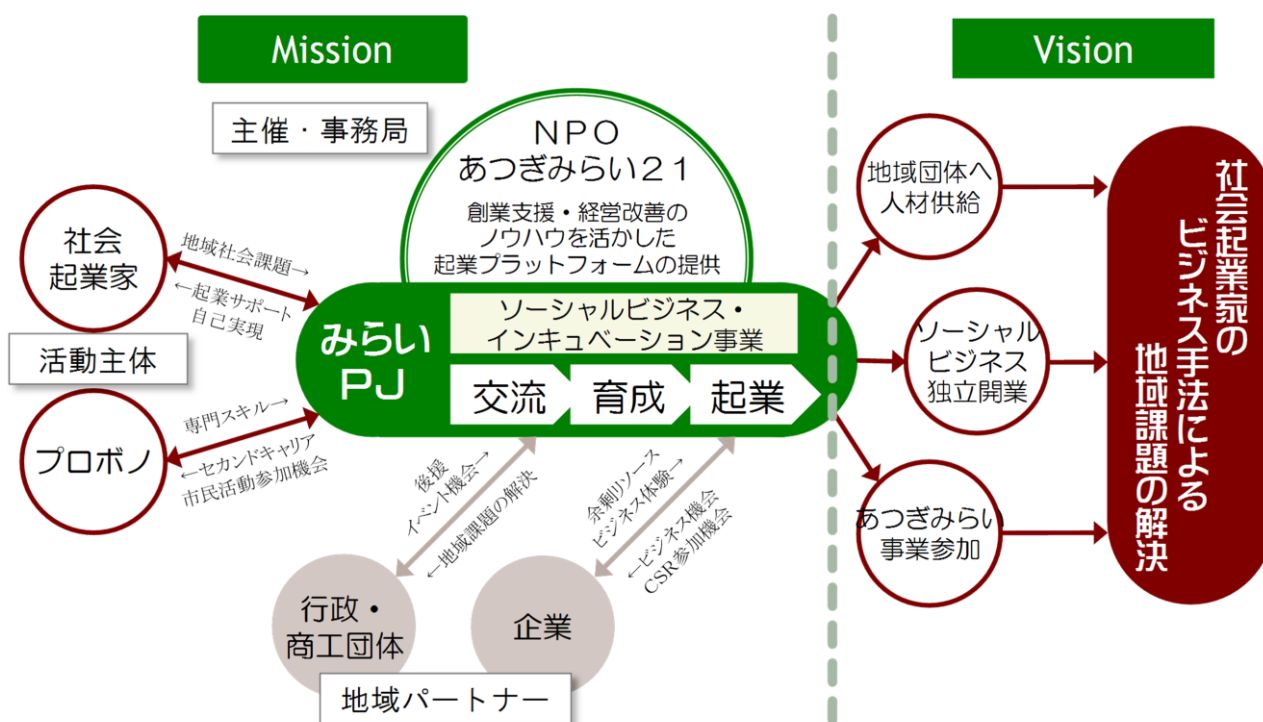 Mission
Vision
主催・事務局
NPO
あつぎみらい21
創業支援・経営改善の
ノウハウを活かした
起業プラットフォームの提供
社会
起業家
地域社会課題→
←起業サポート
自己実現
活動主体
プロボノ
専門スキル→
←セカンドキャリア
市民活動参加機会
みらい
PJ
ソーシャルビジネス・
インキュベーション事業
交流
育成
起業
後援
イベント機会→
←地域課題の解決
余剰リソース
ビジネス体験→
←ビジネス機会
CSR参加機会
行政・
商工団体
企業
地域パートナー
地域団体へ
人材供給
ソーシャル
ビジネス
独立開業
あつぎみらい
事業参加
社会起業家の
ビジネス手法による
地域課題の解決